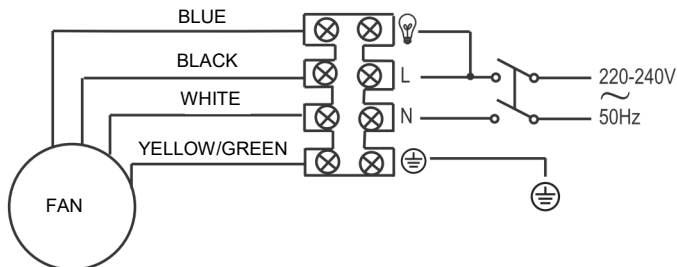 BLUE
BLACK
WHITE
YELLOW/GREEN
FAN
L
N
220-240V
~
50Hz